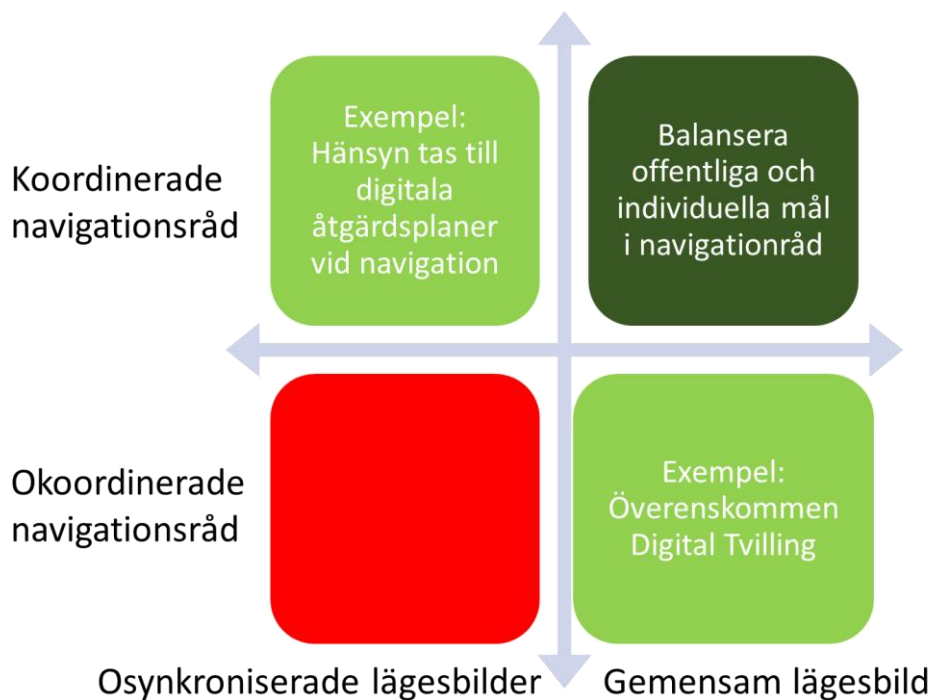 Koordinerade
navigationsråd
Exempel:
Hänsyn tas till
digitala
åtgärdsplaner
vid navigation
Balansera
offentliga och
individuella mål
i navigationråd
Okoordinerade
navigationsråd
Exempel:
Överenskommen
Digital Tvilling
Osynkroniserade lägesbilder
Gemensam lägesbild